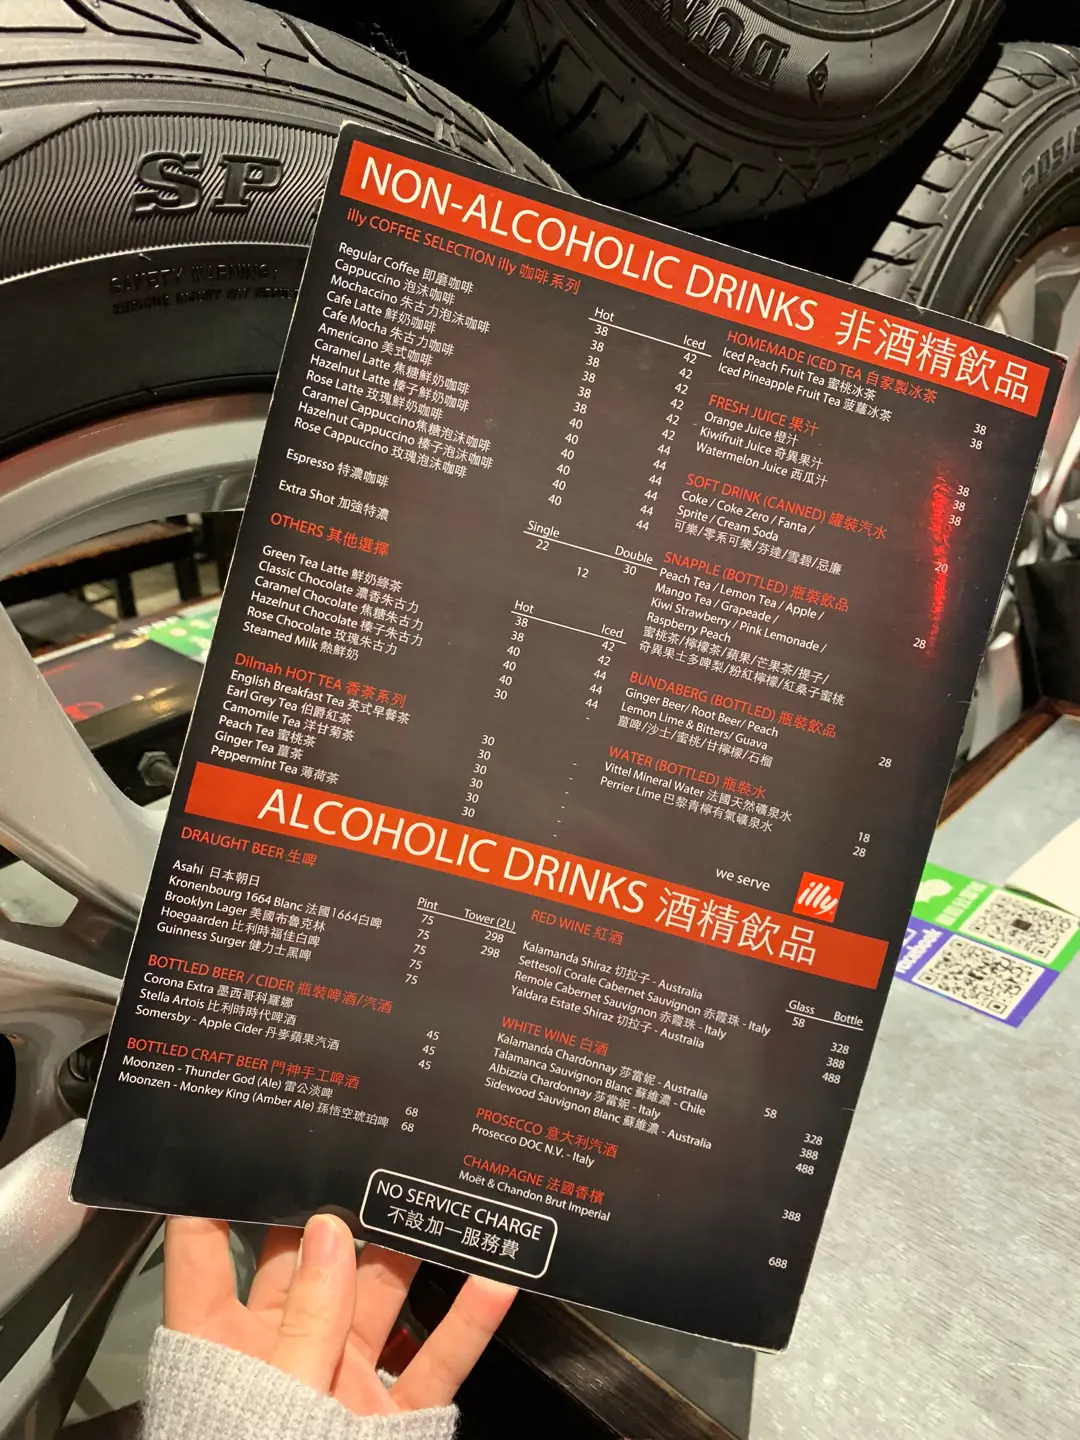 DUNL
SP
SAFETY WARNING:
205/
NON-ALCOHOLIC DRINKS 非酒精飲品
illy COFFEE SELECTION illy 咖啡系列
Hot Iced
Regular Coffee 即磨咖啡 38 42
Cappuccino 泡沫咖啡 38 42
Mochaccino 朱古力泡沫咖啡 38 42
Cafe Latte 鮮奶咖啡 38 42
Cafe Mocha 朱古力咖啡 38 42
Americano 美式咖啡 38 42
Caramel Latte 焦糖鮮奶咖啡 40 44
Hazelnut Latte 榛子鮮奶咖啡 40 44
Rose Latte 玫瑰鮮奶咖啡 40 44
Caramel Cappuccino 焦糖泡沫咖啡 40 44
Hazelnut Cappuccino 榛子泡沫咖啡 40 44
Rose Cappuccino 玫瑰泡沫咖啡 40 44
Single Double
Espresso 特濃咖啡 22 30
Extra Shot 加強特濃 12
OTHERS 其他選擇
Hot Iced
Green Tea Latte 鮮奶綠茶 38 42
Classic Chocolate 濃香朱古力 38 42
Caramel Chocolate 焦糖朱古力 40 44
Hazelnut Chocolate 榛子朱古力 40 44
Rose Chocolate 玫瑰朱古力 40 44
Steamed Milk 熱鮮奶 30 -
Dilmah HOT TEA 香茶系列
English Breakfast Tea 英式早餐茶 30 -
Earl Grey Tea 伯爵紅茶 30 -
Camomile Tea 洋甘菊茶 30 -
Peach Tea 蜜桃茶 30 -
Ginger Tea 薑茶 30 -
Peppermint Tea 薄荷茶 30 -
HOMEMADE ICED TEA 自家製冰茶
Iced Peach Fruit Tea 蜜桃冰茶 38
Iced Pineapple Fruit Tea 菠蘿冰茶 38
FRESH JUICE 果汁
Orange Juice 橙汁 38
Kiwifruit Juice 奇異果汁 38
Watermelon Juice 西瓜汁 38
SOFT DRINK (CANNED) 罐裝汽水
Coke / Coke Zero / Fanta /
Sprite / Cream Soda
可樂/零系可樂/芬達/雪碧/忌廉 20
SNAPPLE (BOTTLED) 瓶裝飲品
Peach Tea / Lemon Tea / Apple /
Mango Tea / Grapeade /
Kiwi Strawberry / Pink Lemonade /
Raspberry Peach 28
蜜桃茶/檸檬茶/蘋果/芒果茶/提子/
奇異果士多啤梨/粉紅檸檬/紅桑子蜜桃
BUNDABERG (BOTTLED) 瓶裝飲品
Ginger Beer/ Root Beer/ Peach
Lemon Lime & Bitters/ Guava
薑啤/沙士/蜜桃/甘檸檬/石榴 28
WATER (BOTTLED) 瓶裝水
Vittel Mineral Water 法國天然礦泉水 18
Perrier Lime 巴黎青檸有氣礦泉水 28
we serve illy
ALCOHOLIC DRINKS 酒精飲品
DRAUGHT BEER 生啤
Pint Tower (2L)
Asahi 日本朝日 75 298
Kronenbourg 1664 Blanc 法國1664白啤 75 298
Brooklyn Lager 美國布魯克林 75
Hoegaarden 比利時福佳白啤 75
Guinness Surger 健力士黑啤 75
BOTTLED BEER / CIDER 瓶裝啤酒/汽酒
Corona Extra 墨西哥科羅娜 45
Stella Artois 比利時時代啤酒 45
Somersby - Apple Cider 丹麥蘋果汽酒 45
BOTTLED CRAFT BEER 門神手工啤酒
Moonzen - Thunder God (Ale) 雷公淡啤 68
Moonzen - Monkey King (Amber Ale) 孫悟空琥珀啤 68
RED WINE 紅酒
Glass Bottle
Kalamanda Shiraz 切拉子 - Australia 58 328
Settesoli Corale Cabernet Sauvignon 赤霞珠 - Italy 388
Remole Cabernet Sauvignon 赤霞珠 - Italy 488
Yaldara Estate Shiraz 切拉子 - Australia
WHITE WINE 白酒
Kalamanda Chardonnay 莎當妮 - Australia 58 328
Talamanca Sauvignon Blanc 蘇維濃 - Chile 388
Albizzia Chardonnay 莎當妮 - Italy 488
Sidewood Sauvignon Blanc 蘇維濃 - Australia
PROSECCO 意大利汽酒
Prosecco DOC N.V. - Italy 388
CHAMPAGNE 法國香檳
Moët & Chandon Brut Imperial 688
NO SERVICE CHARGE
不設加一服務費
facebook